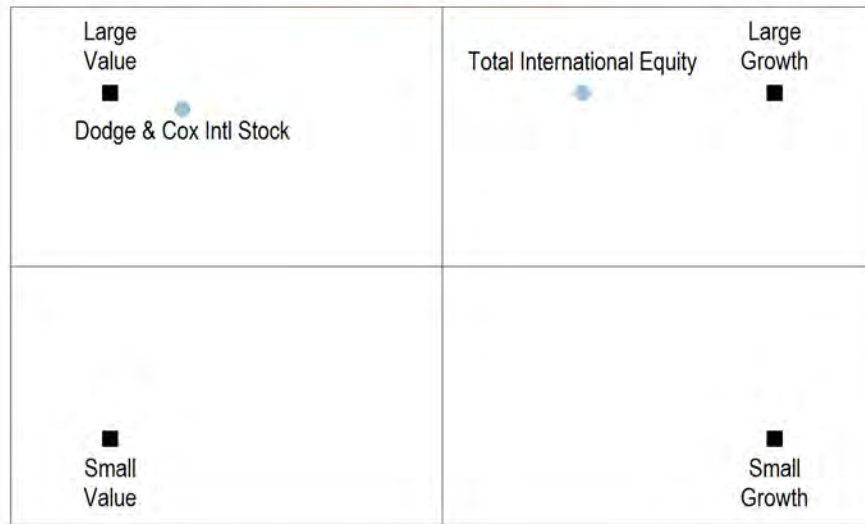 Large
Value
Large
Growth
Total International Equity
Dodge & Cox Intl Stock
Small
Value
Small
Growth